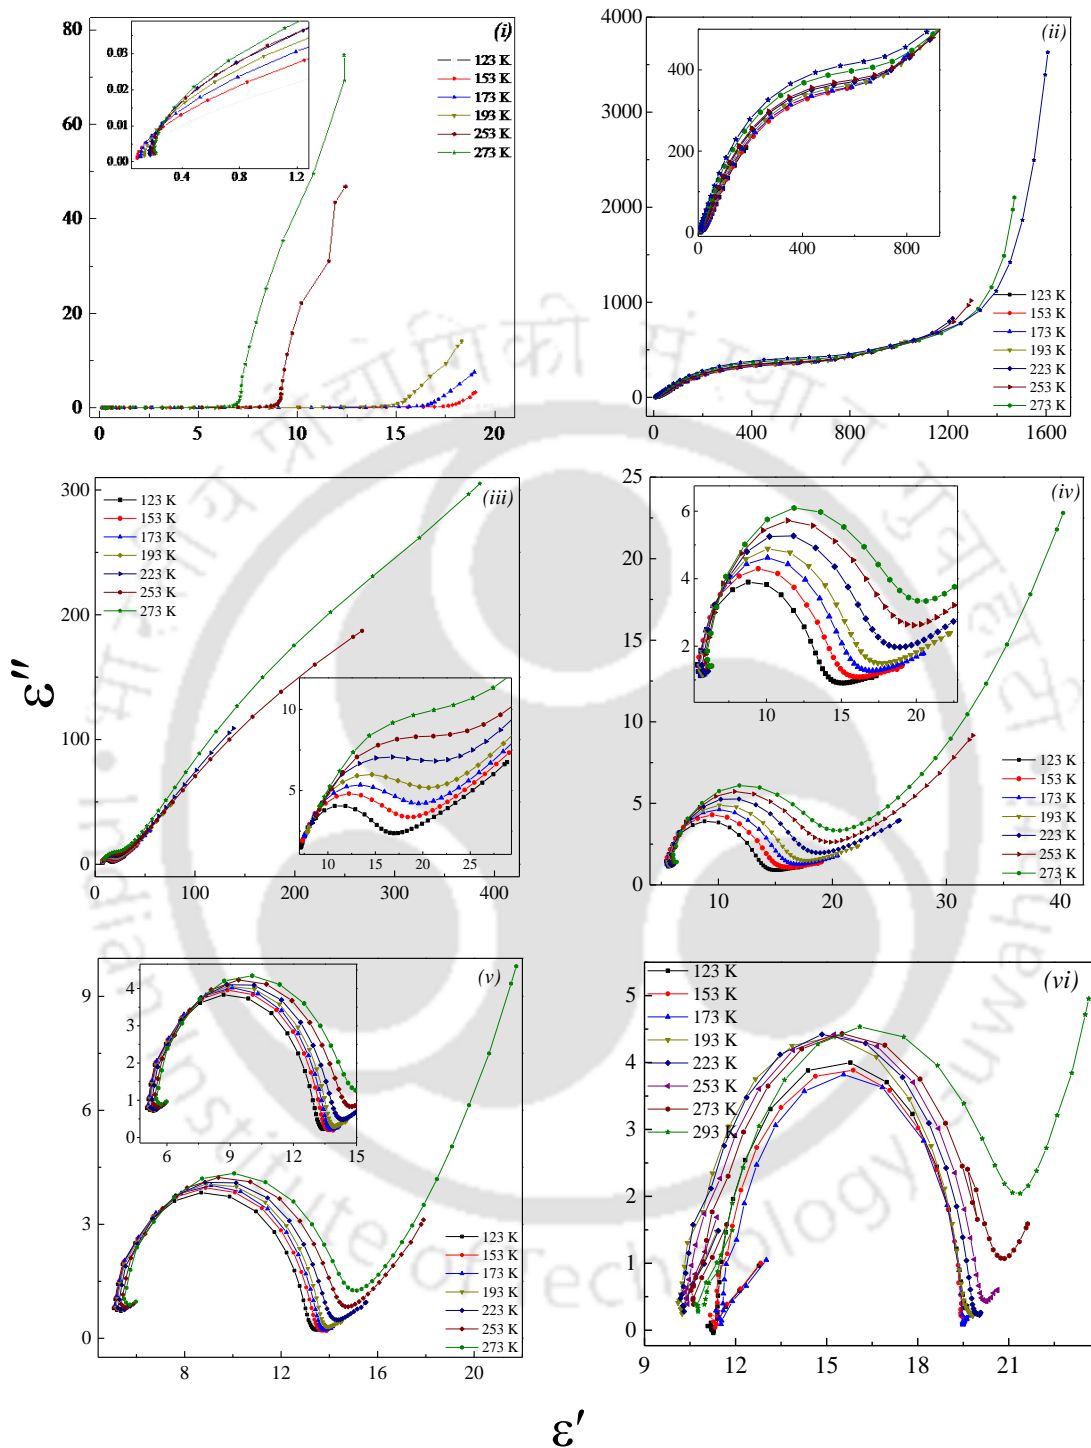 (i)
80
60
40
20
0
0 5 10 15 20
0.03
0.02
0.01
0.00
0.4 0.8 1.2
123 K
153 K
173 K
193 K
253 K
273 K
(ii)
4000
3000
2000
1000
0
0 400 800 1200 1600
400
200
0
0 400 800
123 K
153 K
173 K
193 K
223 K
253 K
273 K
(iii)
300
200
100
0
0 100 200 300 400
123 K
153 K
173 K
193 K
223 K
253 K
273 K
10
5
10 15 20 25
(iv)
25
20
15
10
5
0
10 20 30 40
6
4
2
10 15 20
123 K
153 K
173 K
193 K
223 K
253 K
273 K
ε″
(v)
9
6
3
0
8 12 16 20
4
3
2
1
0
6 9 12 15
123 K
153 K
173 K
193 K
223 K
253 K
273 K
(vi)
5
4
3
2
1
0
9 12 15 18 21
123 K
153 K
173 K
193 K
223 K
253 K
273 K
293 K
ε′
Indian Institute of Technology Guwahati